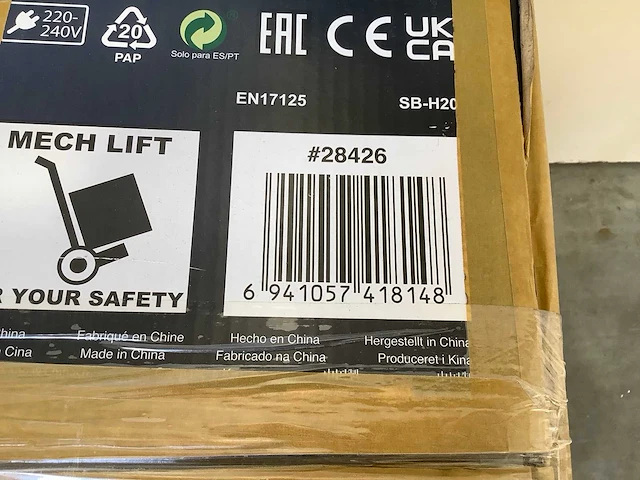 220-
240V
20
PAP
Solo para ES/PT
EAC
CE
UK
CA
EN17125
SB-H20
MECH LIFT
YOUR SAFETY
#28426
6 941057 418148
Fabriqué en Chine
Hecho en China
Hergestellt in China
Cina
Made in China
Fabricado na China
Produceret i Kina